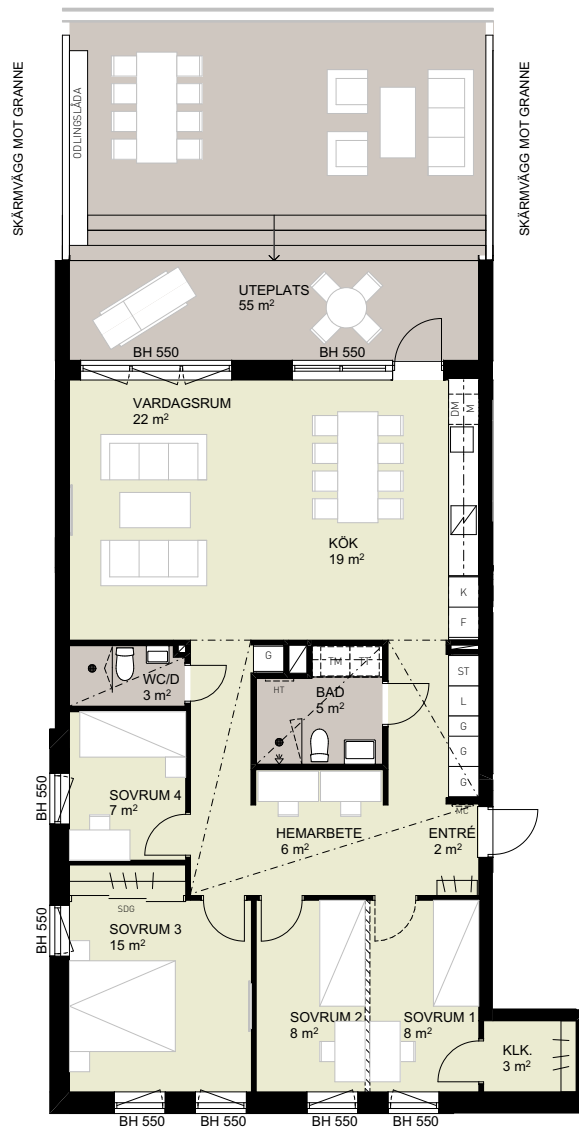 SKÄRMVÄGG MOT GRANNE
ODLINGSLÅDA
SKÄRMVÄGG MOT GRANNE
UTEPLATS
55 m²
BH 550
BH 550
VARDAGSRUM
22 m²
DM
M
KÖK
19 m²
K
F
WC/D
3 m²
G
TM
TT
HT
BAD
5 m²
ST
L
G
G
G
MC
BH 550
SOVRUM 4
7 m²
HEMARBETE
6 m²
ENTRÉ
2 m²
BH 550
SDG
SOVRUM 3
15 m²
SOVRUM 2
8 m²
SOVRUM 1
8 m²
KLK.
3 m²
BH 550
BH 550
BH 550
BH 550